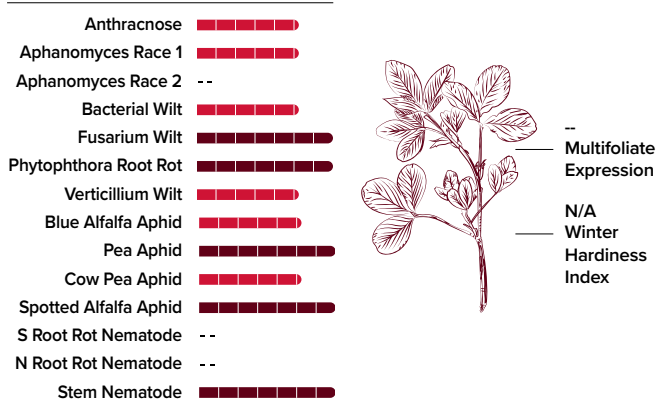 Anthracnose
Aphanomyces Race 1
Aphanomyces Race 2 --
Bacterial Wilt
Fusarium Wilt
Phytophthora Root Rot
Verticillium Wilt
Blue Alfalfa Aphid
Pea Aphid
Cow Pea Aphid
Spotted Alfalfa Aphid
S Root Rot Nematode --
N Root Rot Nematode --
Stem Nematode
--
Multifoliate
Expression
N/A
Winter
Hardiness
Index